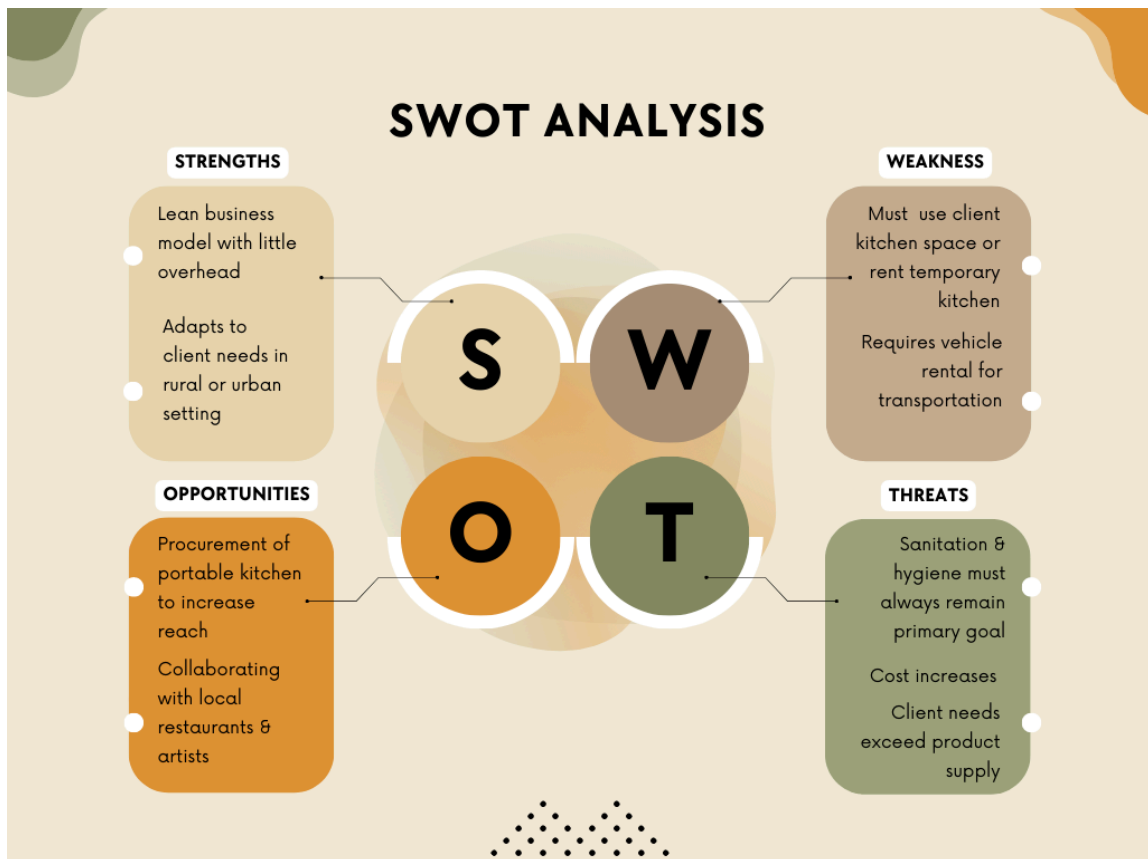 SWOT ANALYSIS
STRENGTHS
Lean business
model with little
overhead
Adapts to
client needs in
rural or urban
setting
WEAKNESS
Must use client
kitchen space or
rent temporary
kitchen
Requires vehicle
rental for
transportation
S
W
O
T
OPPORTUNITIES
Procurement of
portable kitchen
to increase
reach
Collaborating
with local
restaurants &
artists
THREATS
Sanitation &
hygiene must
always remain
primary goal
Cost increases
Client needs
exceed product
supply